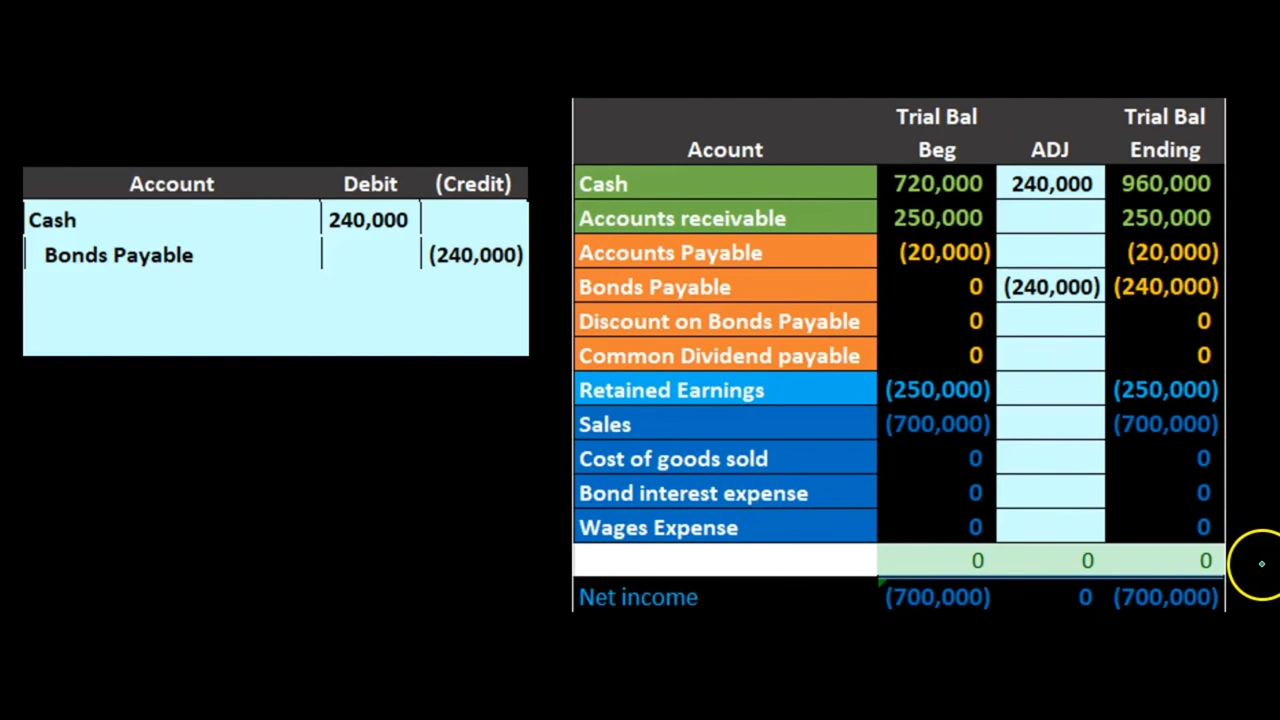 Account Debit (Credit)
Cash 240,000
Bonds Payable (240,000)
Trial Bal Trial Bal
Acount Beg ADJ Ending
Cash 720,000 240,000 960,000
Accounts receivable 250,000 250,000
Accounts Payable (20,000) (20,000)
Bonds Payable 0 (240,000) (240,000)
Discount on Bonds Payable 0 0
Common Dividend payable 0 0
Retained Earnings (250,000) (250,000)
Sales (700,000) (700,000)
Cost of goods sold 0 0
Bond interest expense 0 0
Wages Expense 0 0
0 0 0
Net income (700,000) 0 (700,000)